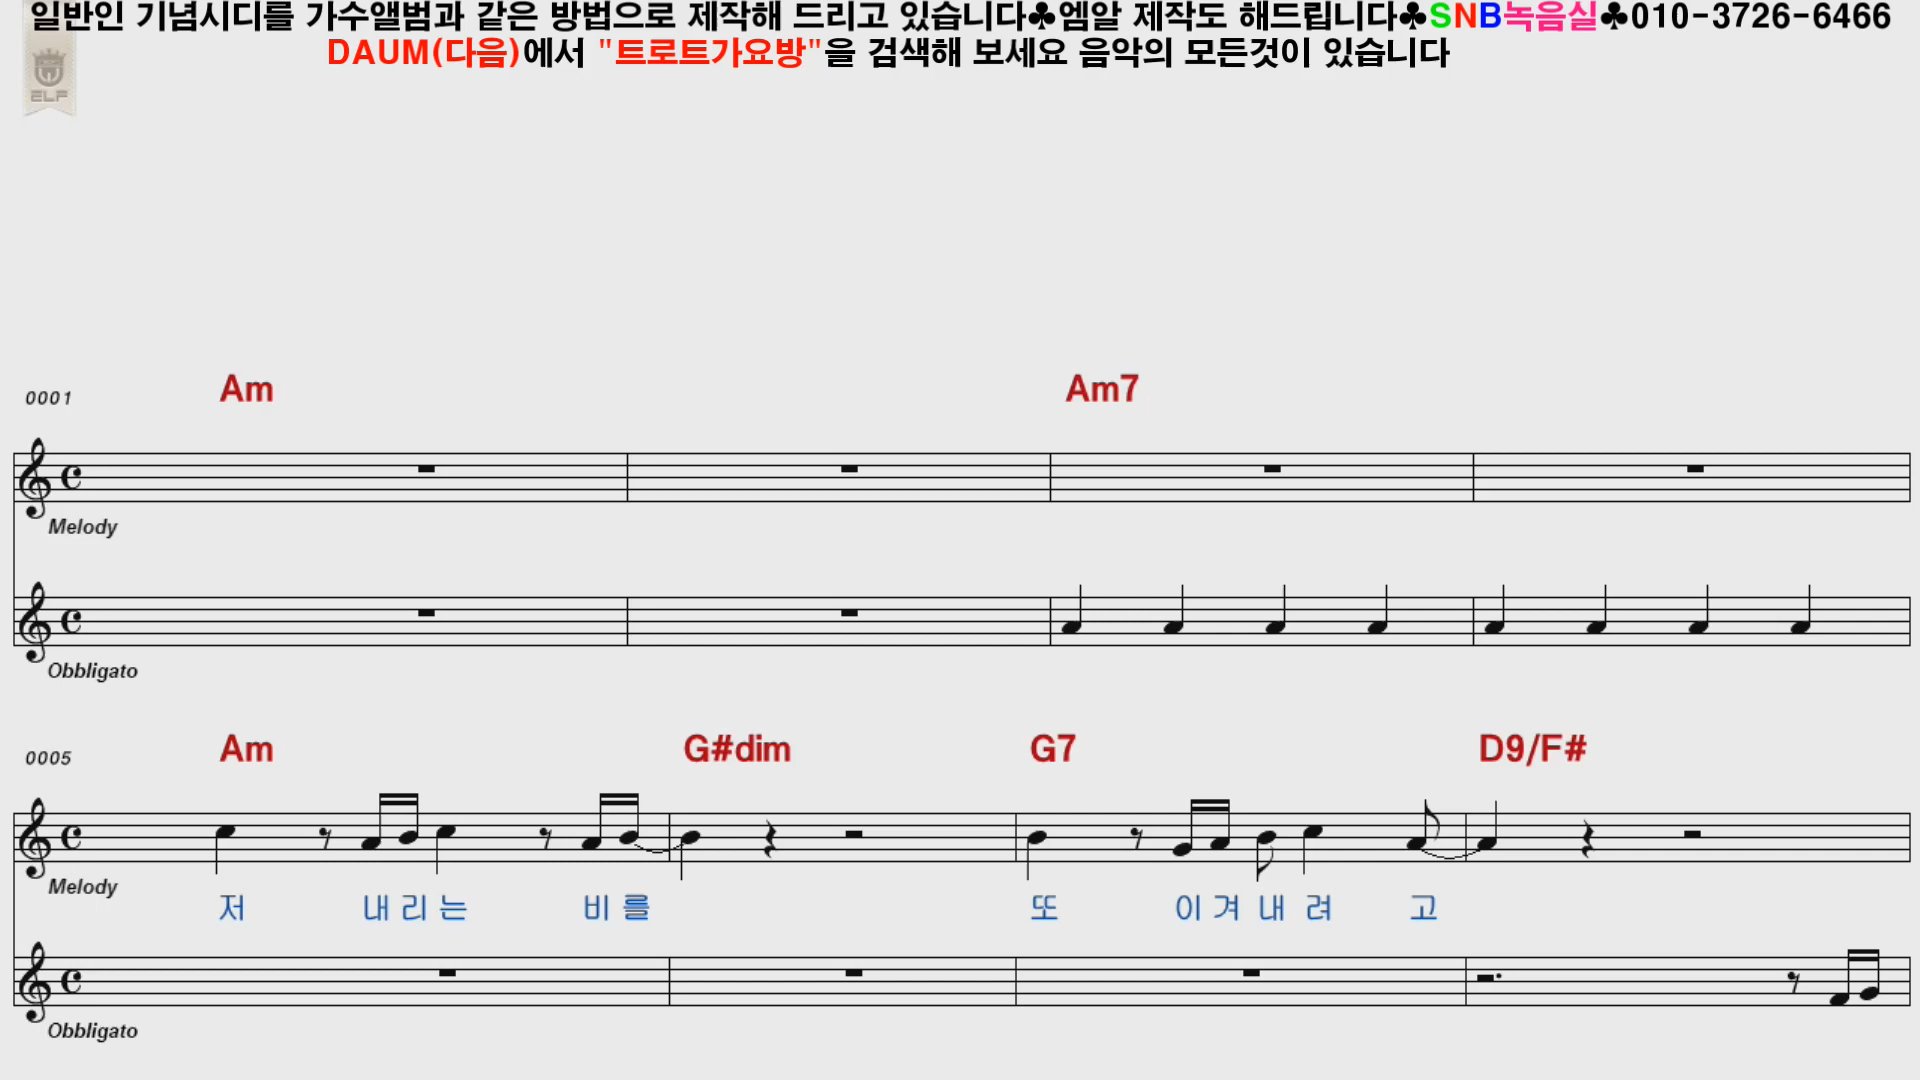 일반인 기념시디를 가수앨범과 같은 방법으로 제작해 드리고 있습니다♣엠알 제작도 해드립니다♣SNB녹음실♣010-3726-6466
DAUM(다음)에서 "트로트가요방"을 검색해 보세요 음악의 모든것이 있습니다
ELF
0001 Am Am7
Melody
Obbligato
0005 Am G#dim G7 D9/F#
Melody
저 내 리 는 비 를 또 이 겨 내 려 고
Obbligato